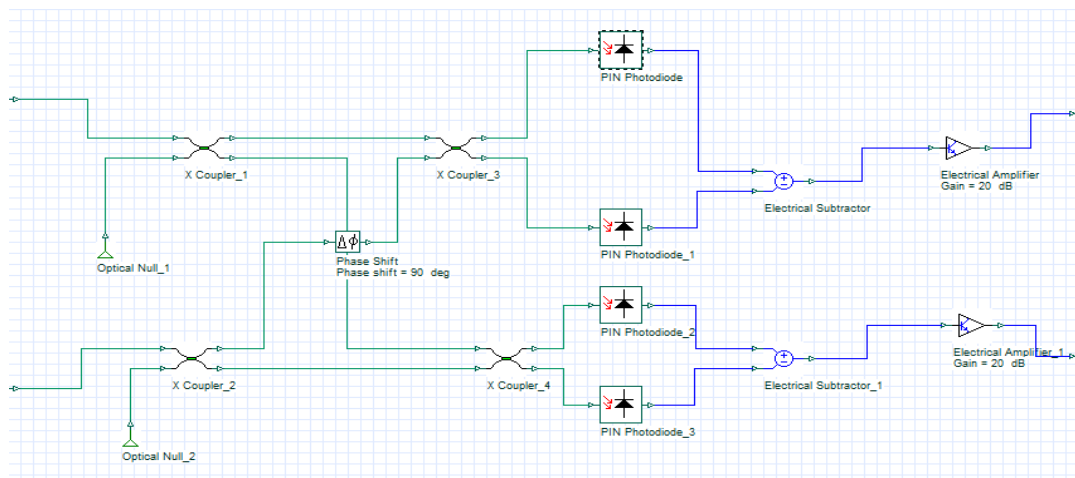 PIN Photodiode
X Coupler_1
X Coupler_3
Electrical Amplifier
Gain = 20 dB
Electrical Subtractor
PIN Photodiode_1
Optical Null_1
Δϕ
Phase Shift
Phase shift = 90 deg
PIN Photodiode_2
Electrical Amplifier_1
Gain = 20 dB
X Coupler_2
X Coupler_4
Electrical Subtractor_1
PIN Photodiode_3
Optical Null_2